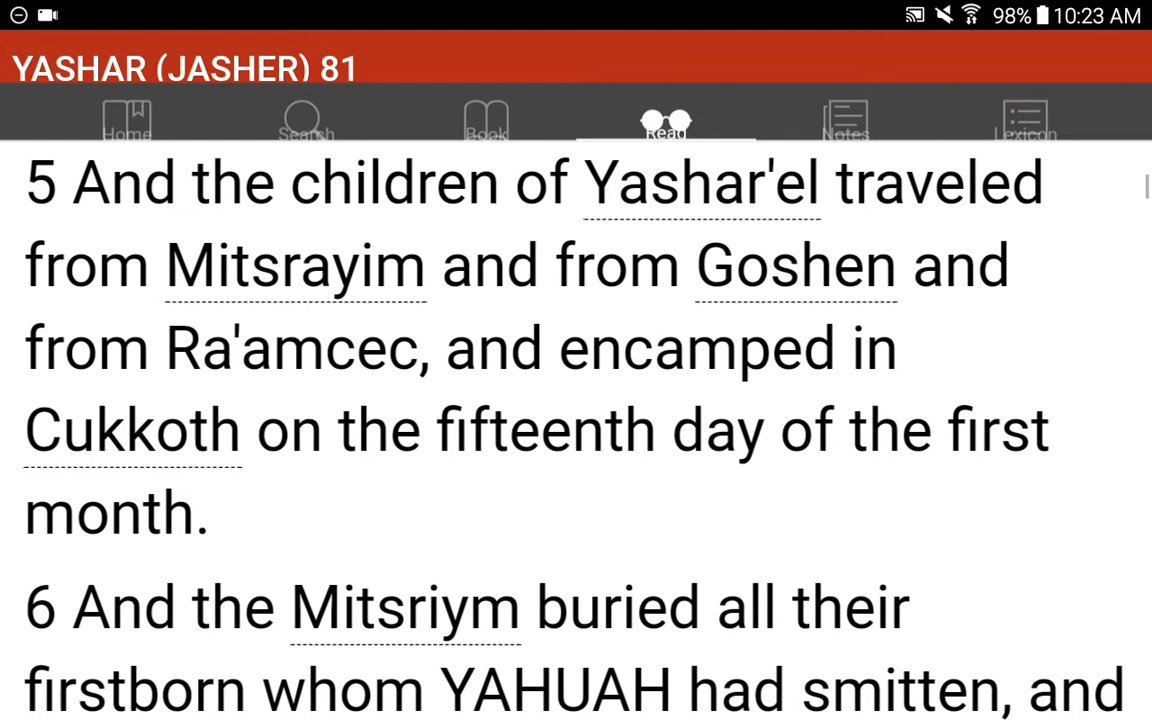 98% 10:23 AM
YASHAR (JASHER) 81
Home Search Book Read Notes Lexicon
5 And the children of Yashar'el traveled
from Mitsrayim and from Goshen and
from Ra'amcec, and encamped in
Cukkoth on the fifteenth day of the first
month.
6 And the Mitsriym buried all their
firstborn whom YAHUAH had smitten, and